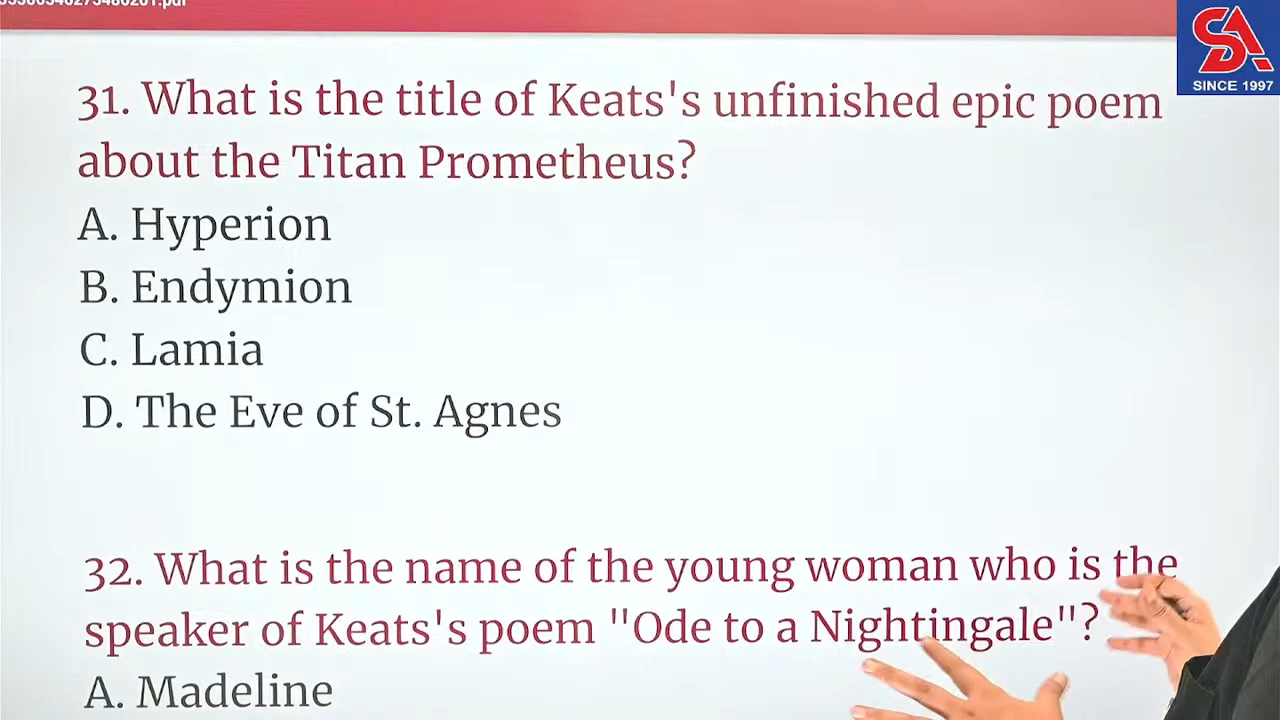 SINCE 1997
31. What is the title of Keats's unfinished epic poem
about the Titan Prometheus?
A. Hyperion
B. Endymion
C. Lamia
D. The Eve of St. Agnes
32. What is the name of the young woman who is the
speaker of Keats's poem "Ode to a Nightingale"?
A. Madeline